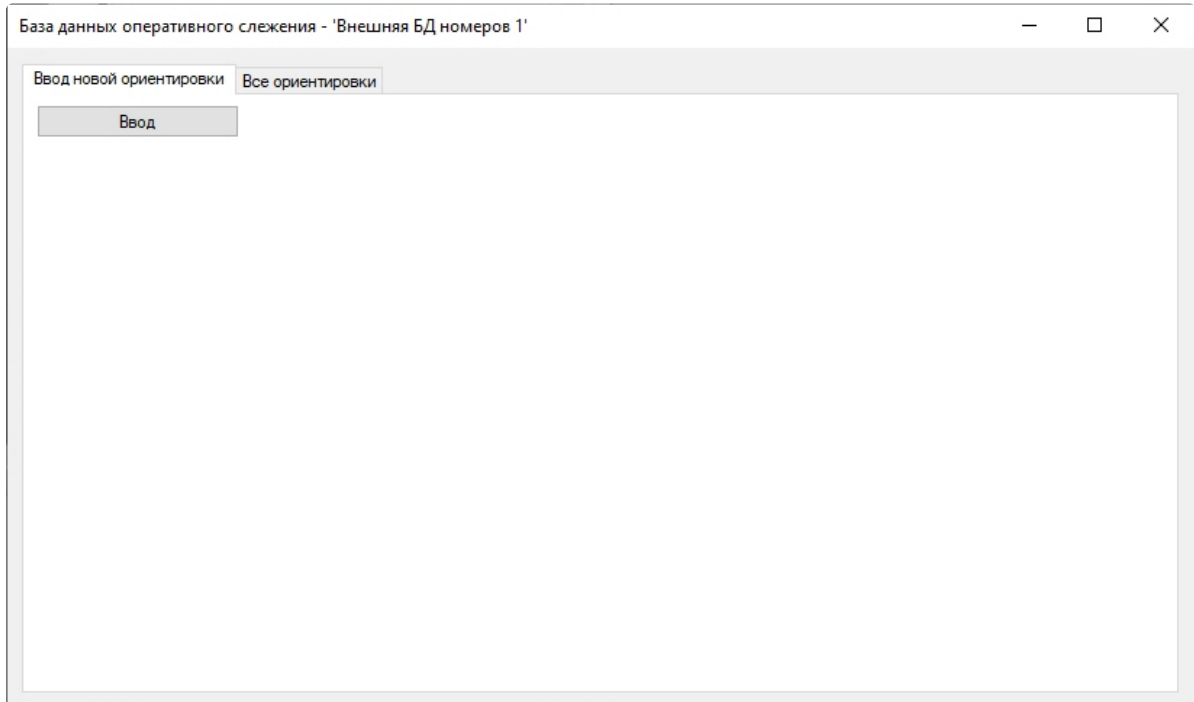 База данных оперативного слежения - 'Внешняя БД номеров 1'
Ввод новой ориентировки Все ориентировки
Ввод